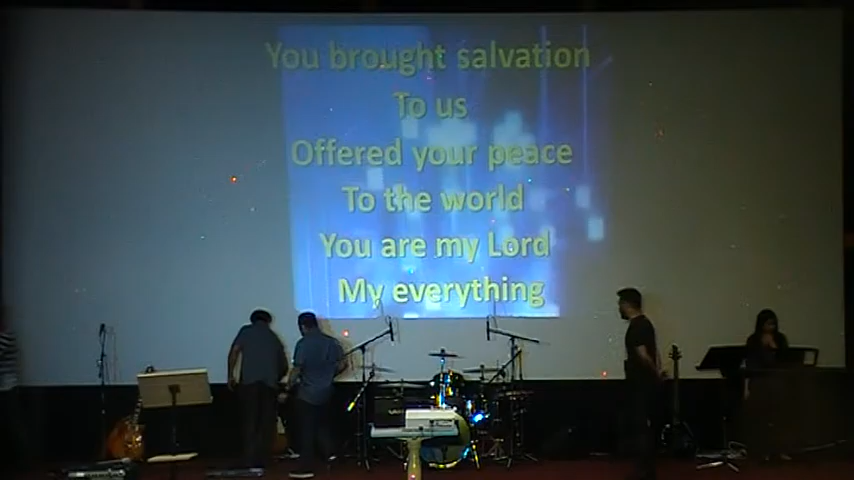 You brought salvation
To us
Offered your peace
To the world
You are my Lord
My everything